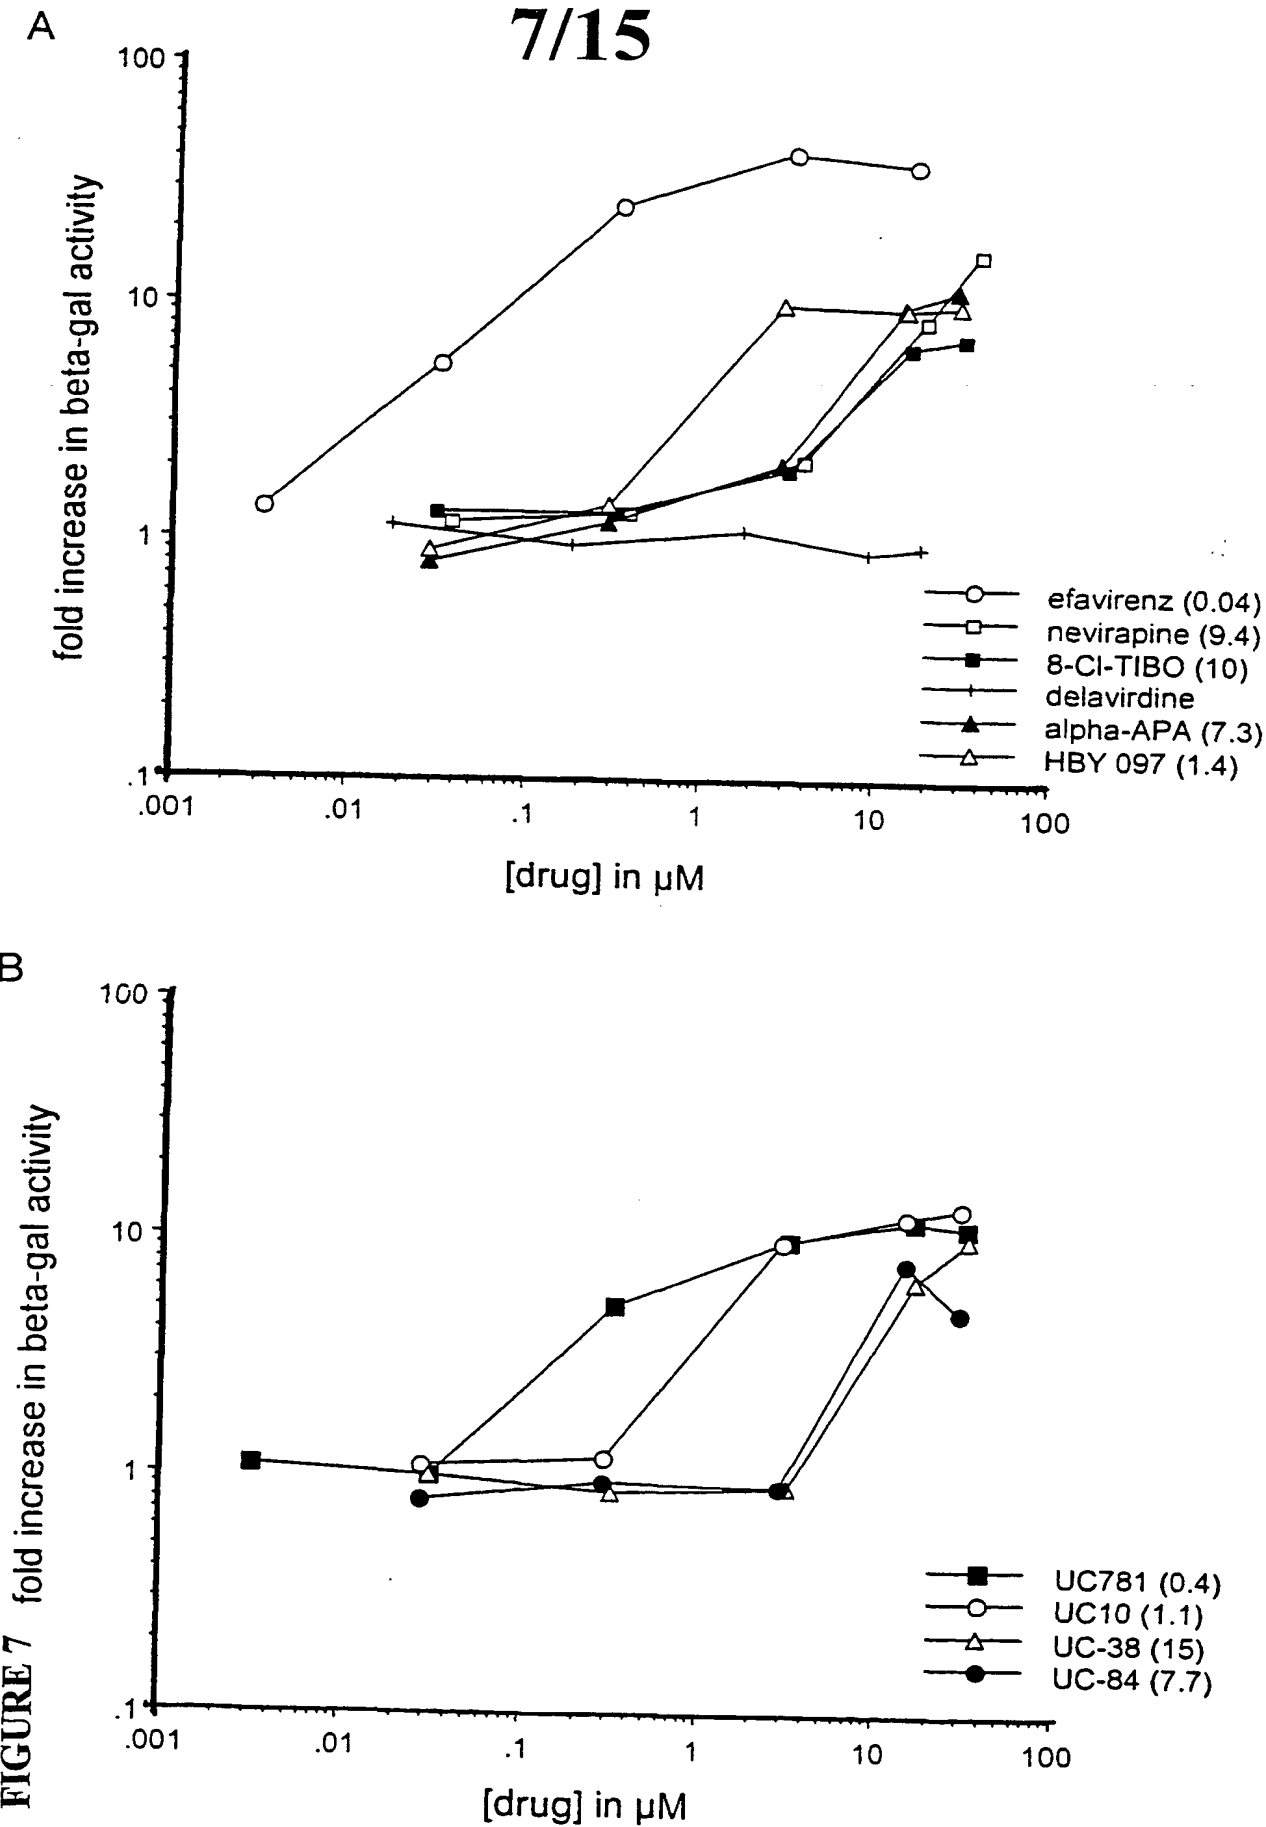 7/15
A
100
10
1
.1
fold increase in beta-gal activity
efavirenz (0.04)
nevirapine (9.4)
8-Cl-TIBO (10)
delavirdine
alpha-APA (7.3)
HBY 097 (1.4)
.001 .01 .1 1 10 100
[drug] in µM
B
100
10
1
.1
fold increase in beta-gal activity
UC781 (0.4)
UC10 (1.1)
UC-38 (15)
UC-84 (7.7)
.001 .01 .1 1 10 100
[drug] in µM
FIGURE 7